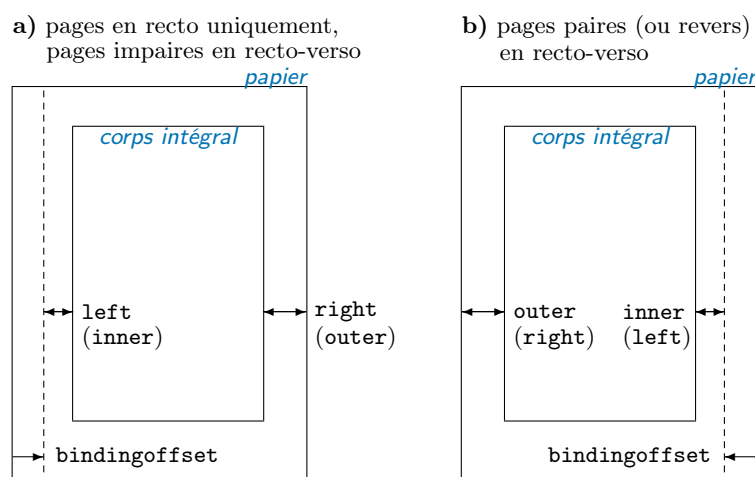 a) pages en recto uniquement,
pages impaires en recto-verso
papier
corps intégral
left
(inner)
right
(outer)
bindingoffset
b) pages paires (ou revers)
en recto-verso
papier
corps intégral
outer
(right)
inner
(left)
bindingoffset